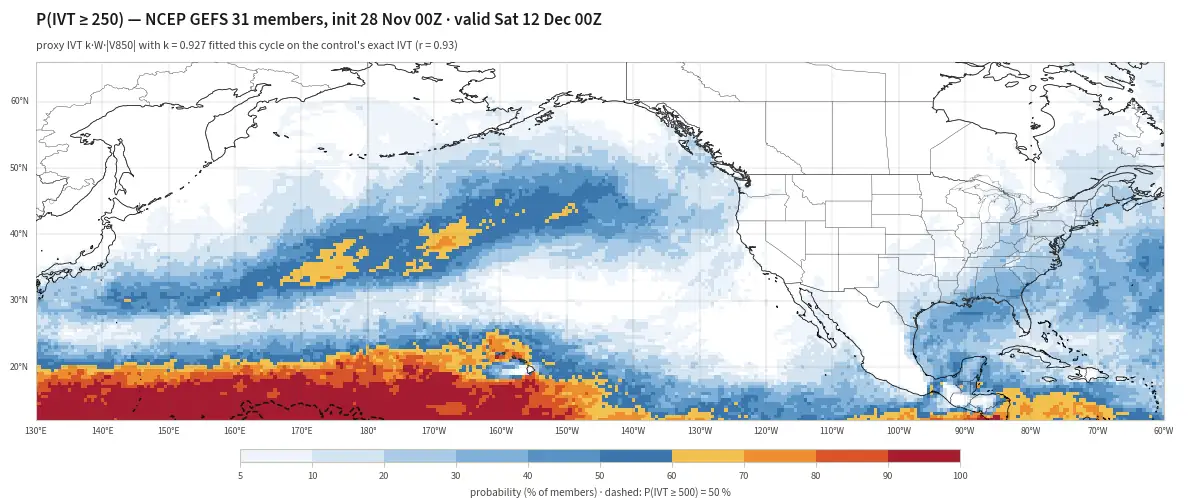 P(IVT ≥ 250) — NCEP GEFS 31 members, init 28 Nov 00Z · valid Sat 12 Dec 00Z
proxy IVT k·W·|V850| with k = 0.927 fitted this cycle on the control's exact IVT (r = 0.93)
60°N
50°N
40°N
30°N
20°N
130°E 140°E 150°E 160°E 170°E 180° 170°W 160°W 150°W 140°W 130°W 120°W 110°W 100°W 90°W 80°W 70°W 60°W
5 10 20 30 40 50 60 70 80 90 100
probability (% of members) · dashed: P(IVT ≥ 500) = 50 %